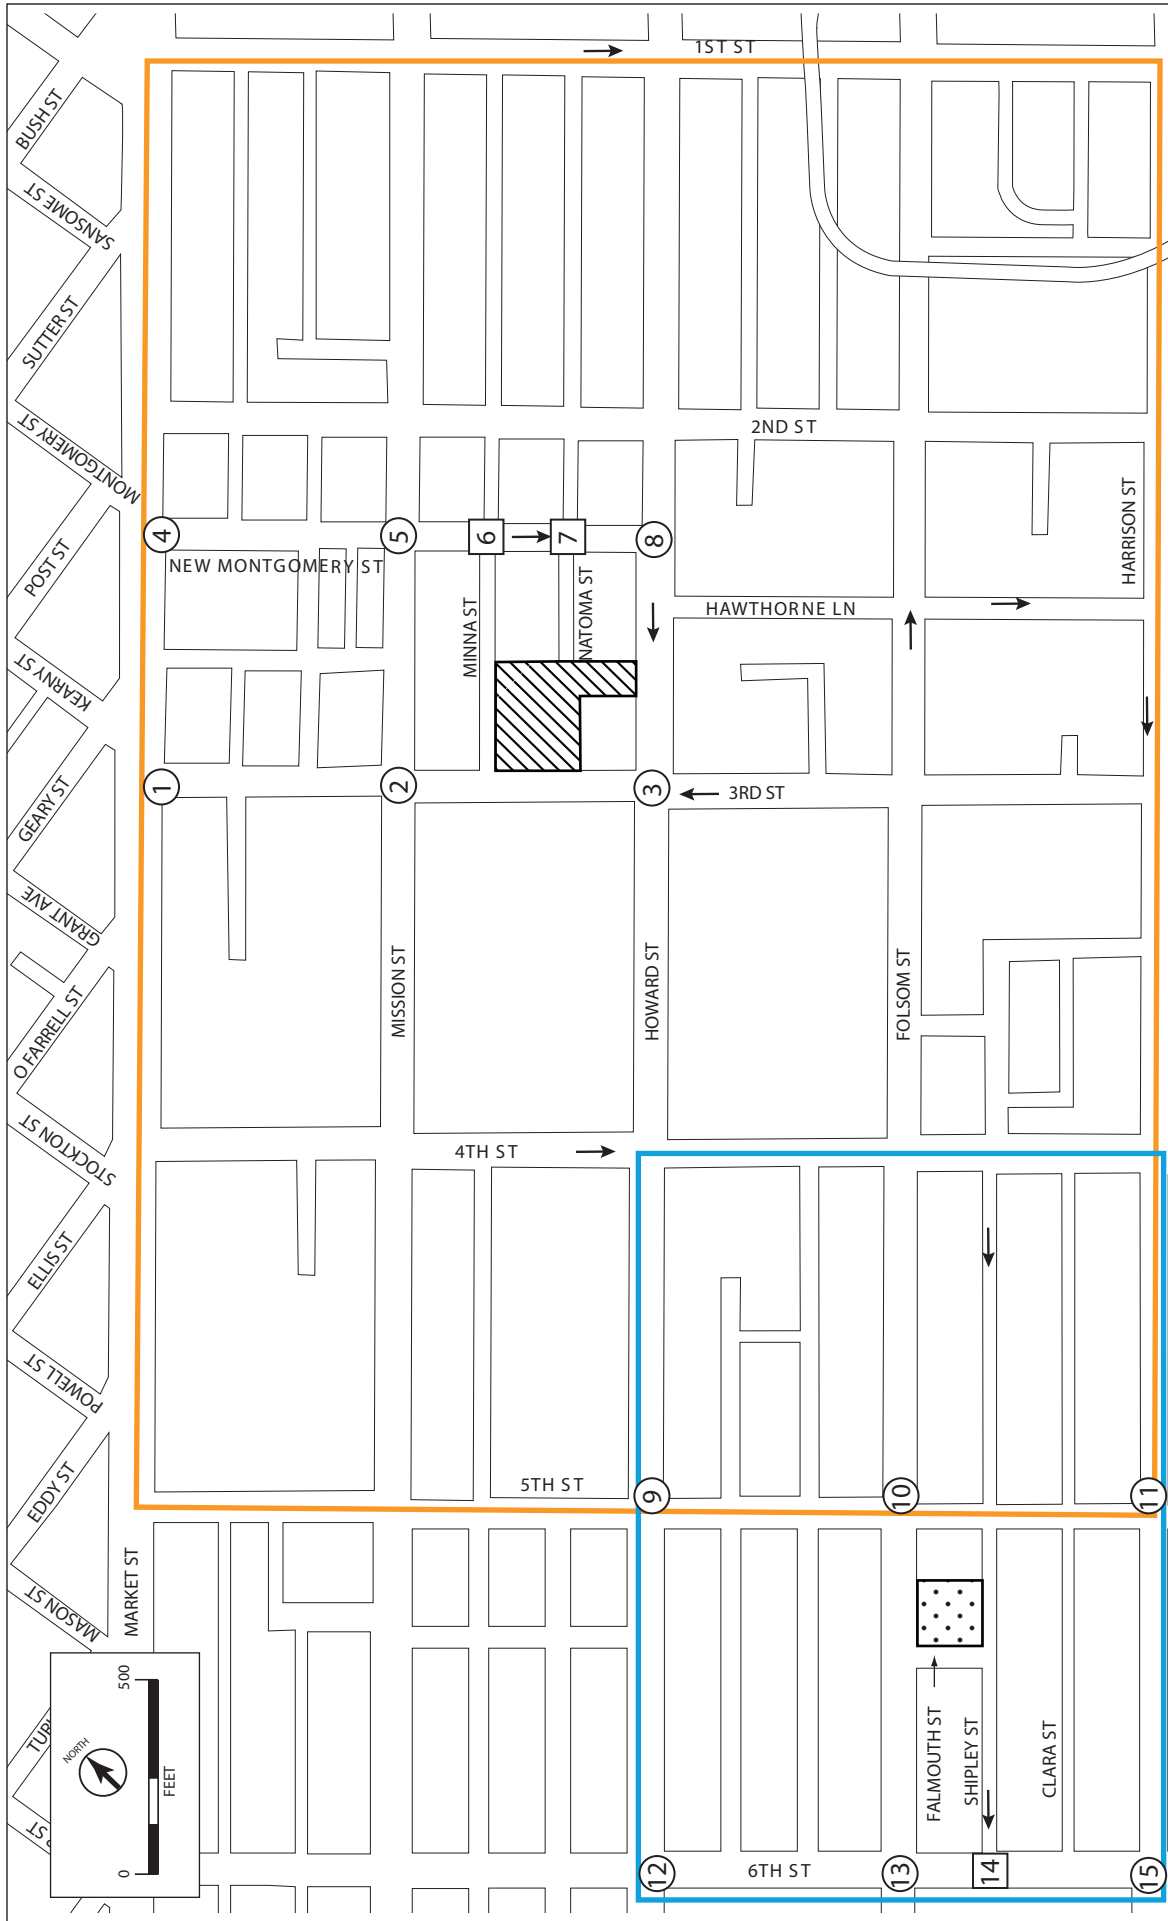 1ST ST
BUSH ST
SANSOME ST
SUTTER ST
MONTGOMERY ST
2ND ST
HARRISON ST
4
5
6
7
8
POST ST
NEW MONTGOMERY ST
MINNA ST
NATOMA ST
HAWTHORNE LN
KEARNY ST
1
2
3
3RD ST
GEARY ST
GRANT AVE
MISSION ST
HOWARD ST
FOLSOM ST
O FARRELL ST
STOCKTON ST
4TH ST
ELLIS ST
POWELL ST
5TH ST
9
10
11
EDDY ST
MARKET ST
MASON ST
500
NORTH
FEET
0
FALMOUTH ST
SHIPLEY ST
CLARA ST
12
6TH ST
13
14
15